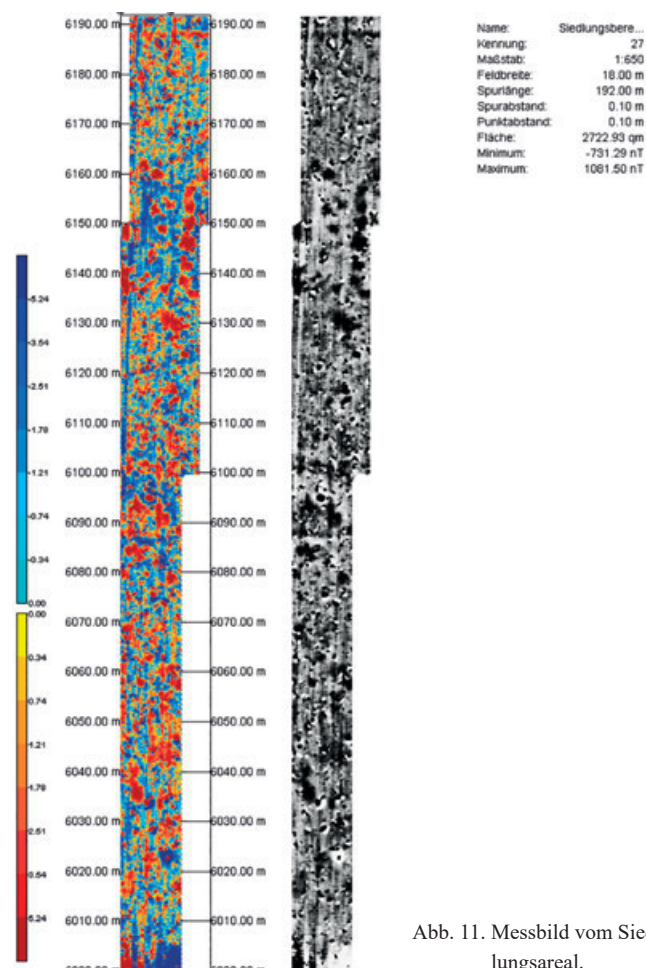 6190.00 m 6190.00 m
6180.00 m 6180.00 m
6170.00 m 6170.00 m
6160.00 m 6160.00 m
6150.00 m 6150.00 m
6140.00 m 6140.00 m
6130.00 m 6130.00 m
6120.00 m 6120.00 m
6110.00 m 6110.00 m
6100.00 m 6100.00 m
6090.00 m 6090.00 m
6080.00 m 6080.00 m
6070.00 m 6070.00 m
6060.00 m 6060.00 m
6050.00 m 6050.00 m
6040.00 m 6040.00 m
6030.00 m 6030.00 m
6020.00 m 6020.00 m
6010.00 m 6010.00 m
-5.24
-3.54
-2.51
-1.78
-1.21
-0.74
-0.34
0.00
0.00
0.34
0.74
1.21
1.78
2.51
3.54
5.24
Name: Siedlungsbere...
Kennung: 27
Maßstab: 1:650
Feldbreite: 18.00 m
Spurlänge: 192.00 m
Spurabstand: 0.10 m
Punktabstand: 0.10 m
Fläche: 2722.93 qm
Minimum: -731.29 nT
Maximum: 1081.50 nT
Abb. 11. Messbild vom Sied-
lungsareal.